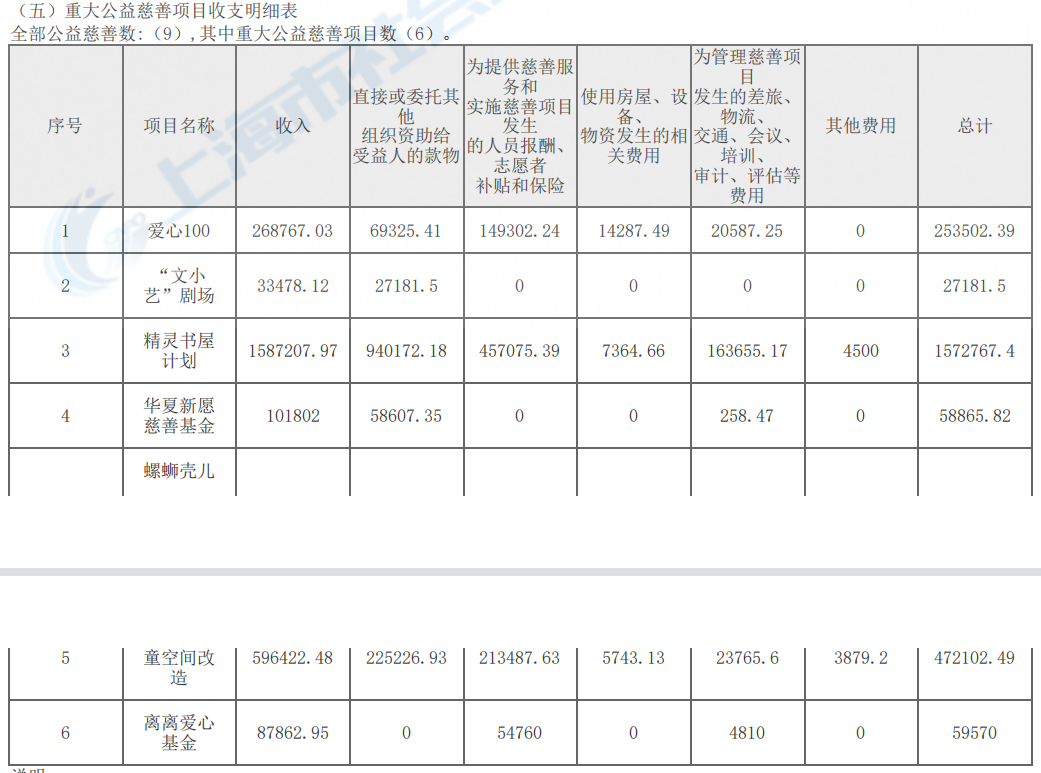 （五）重大公益慈善项目收支明细表
全部公益慈善数：（9）,其中重大公益慈善项目数（6）。
序号
项目名称
收入
直接或委托其
他
组织资助给
受益人的款物
为提供慈善服
务和
实施慈善项目
发生
的人员报酬、
志愿者
补贴和保险
使用房屋、设
备、
物资发生的相
关费用
为管理慈善项
目
发生的差旅、
物流、
交通、会议、
培训、
审计、评估等
费用
其他费用
总计
1 爱心100 268767.03 69325.41 149302.24 14287.49 20587.25 0 253502.39
2 “文小
艺”剧场 33478.12 27181.5 0 0 0 0 27181.5
3 精灵书屋
计划 1587207.97 940172.18 457075.39 7364.66 163655.17 4500 1572767.4
4 华夏新愿
慈善基金 101802 58607.35 0 0 258.47 0 58865.82
螺蛳壳儿
5 童空间改
造 596422.48 225226.93 213487.63 5743.13 23765.6 3879.2 472102.49
6 离离爱心
基金 87862.95 0 54760 0 4810 0 59570
上海市社会